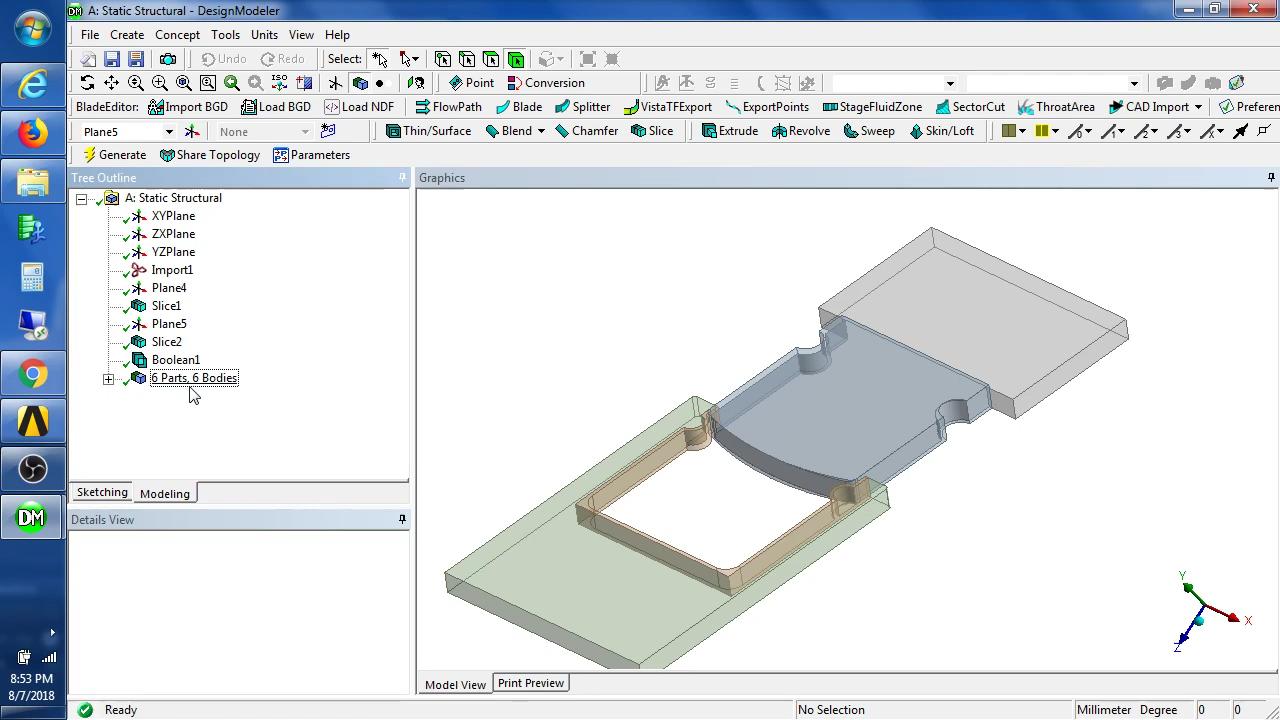 A: Static Structural - DesignModeler
File Create Concept Tools Units View Help
Undo Redo Select:
Point Conversion
BladeEditor: Import BGD Load BGD Load NDF FlowPath Blade Splitter VistaTFExport ExportPoints StageFluidZone SectorCut ThroatArea CAD Import Preferen
Plane5 None Thin/Surface Blend Chamfer Slice Extrude Revolve Sweep Skin/Loft
Generate Share Topology Parameters
Tree Outline
A: Static Structural
XYPlane
ZXPlane
YZPlane
Import1
Plane4
Slice1
Plane5
Slice2
Boolean1
6 Parts, 6 Bodies
Sketching Modeling
Details View
Graphics
Y
X
Z
Model View Print Preview
Ready No Selection Millimeter Degree 0 0
DM
8:53 PM
8/7/2018